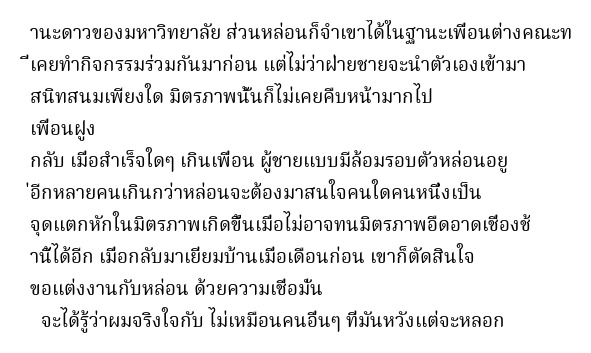 านะดาวของมหาวิทยาลัย ส่วนหล่อนก็จำเขาได้ในฐานะเพื่อนต่างคณะท
ี่เคยทำกิจกรรมร่วมกันมาก่อน แต่ไม่ว่าฝ่ายชายจะนำตัวเองเข้ามา
สนิทสนมเพียงใด มิตรภาพนั้นก็ไม่เคยคืบหน้ามากไป
เพื่อนฝูง
กลับ เมื่อสำเร็จใดๆ เกินเพื่อน ผู้ชายแบบมีล้อมรอบตัวหล่อนอยู
่อีกหลายคนเกินกว่าหล่อนจะต้องมาสนใจคนใดคนหนึ่งเป็น
จุดแตกหักในมิตรภาพเกิดขึ้นเมื่อไม่อาจทนมิตรภาพอึดอาดเชื่องช้
านี้ได้อีก เมื่อกลับมาเยี่ยมบ้านเมื่อเดือนก่อน เขาก็ตัดสินใจ
ขอแต่งงานกับหล่อน ด้วยความเชื่อมั่น
จะได้รู้ว่าผมจริงใจกับ ไม่เหมือนคนอื่นๆ ที่มันหวังแต่จะหลอก